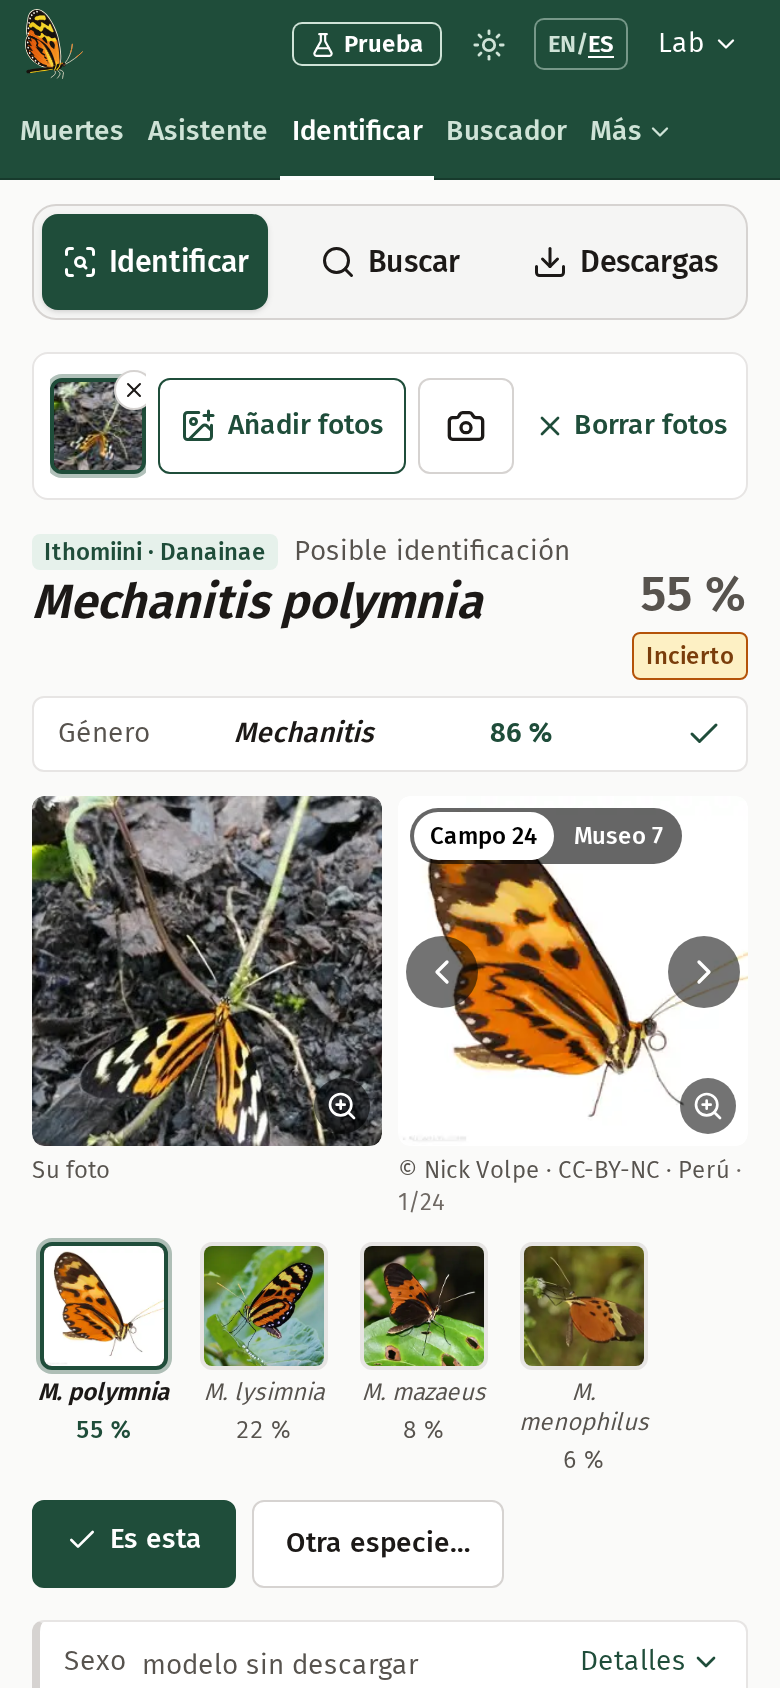 Prueba
EN/ES
Lab
Muertes
Asistente
Identificar
Buscador
Más
Identificar
Buscar
Descargas
Añadir fotos
Borrar fotos
Ithomiini · Danainae
Posible identificación
Mechanitis polymnia
55 %
Incierto
Género
Mechanitis
86 %
Campo 24
Museo 7
Su foto
© Nick Volpe · CC-BY-NC · Perú ·
1/24
M. polymnia
55 %
M. lysimnia
22 %
M. mazaeus
8 %
M.
menophilus
6 %
Es esta
Otra especie...
Sexo
modelo sin descargar
Detalles